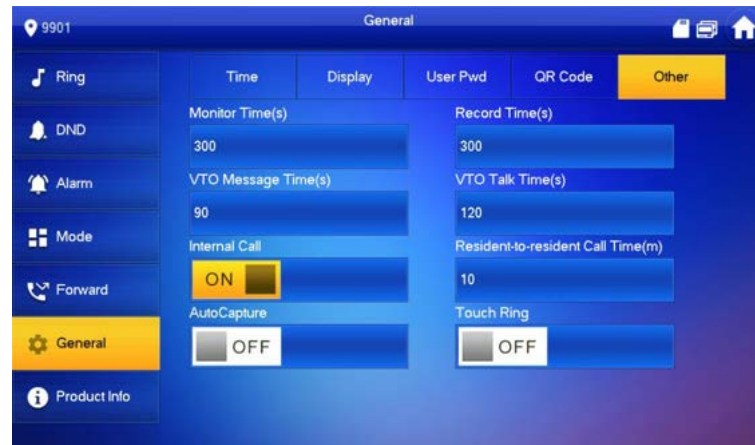 9901
General
Ring
DND
Alarm
Mode
Forward
General
Product Info
Time Display User Pwd QR Code Other
Monitor Time(s) Record Time(s)
300 300
VTO Message Time(s) VTO Talk Time(s)
90 120
Internal Call Resident-to-resident Call Time(m)
ON 10
AutoCapture Touch Ring
OFF OFF